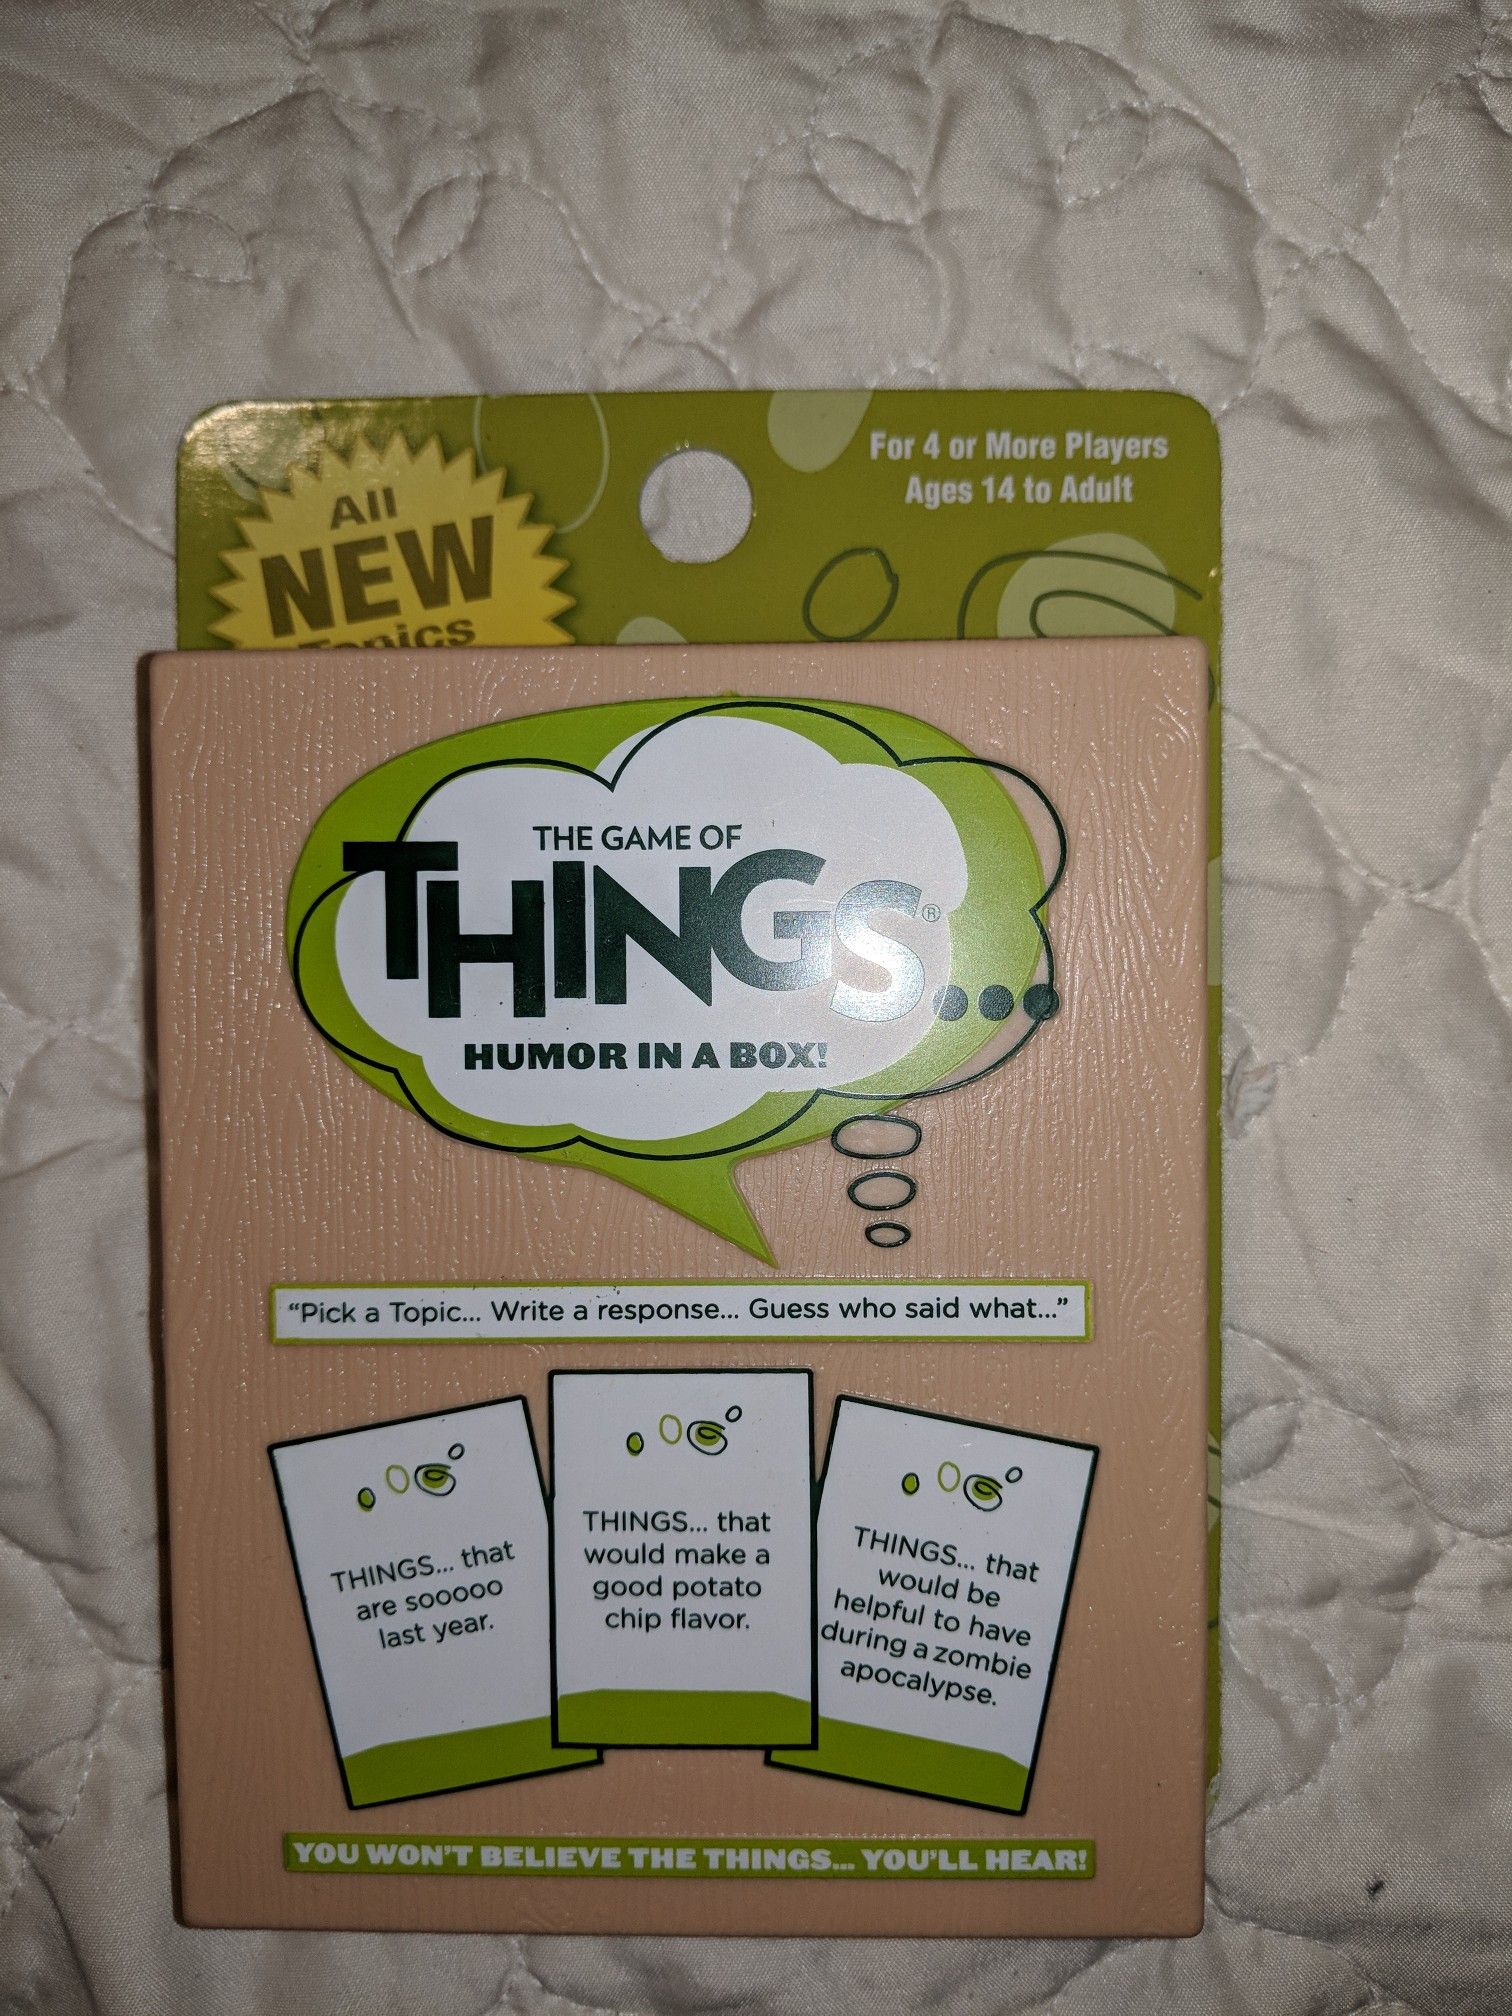 All
NEW
Topics
For 4 or More Players
Ages 14 to Adult
THE GAME OF
THINGS®...
HUMOR IN A BOX!
“Pick a Topic... Write a response... Guess who said what...”
THINGS... that
are sooooo
last year.
THINGS... that
would make a
good potato
chip flavor.
THINGS... that
would be
helpful to have
during a zombie
apocalypse.
YOU WON'T BELIEVE THE THINGS... YOU'LL HEAR!